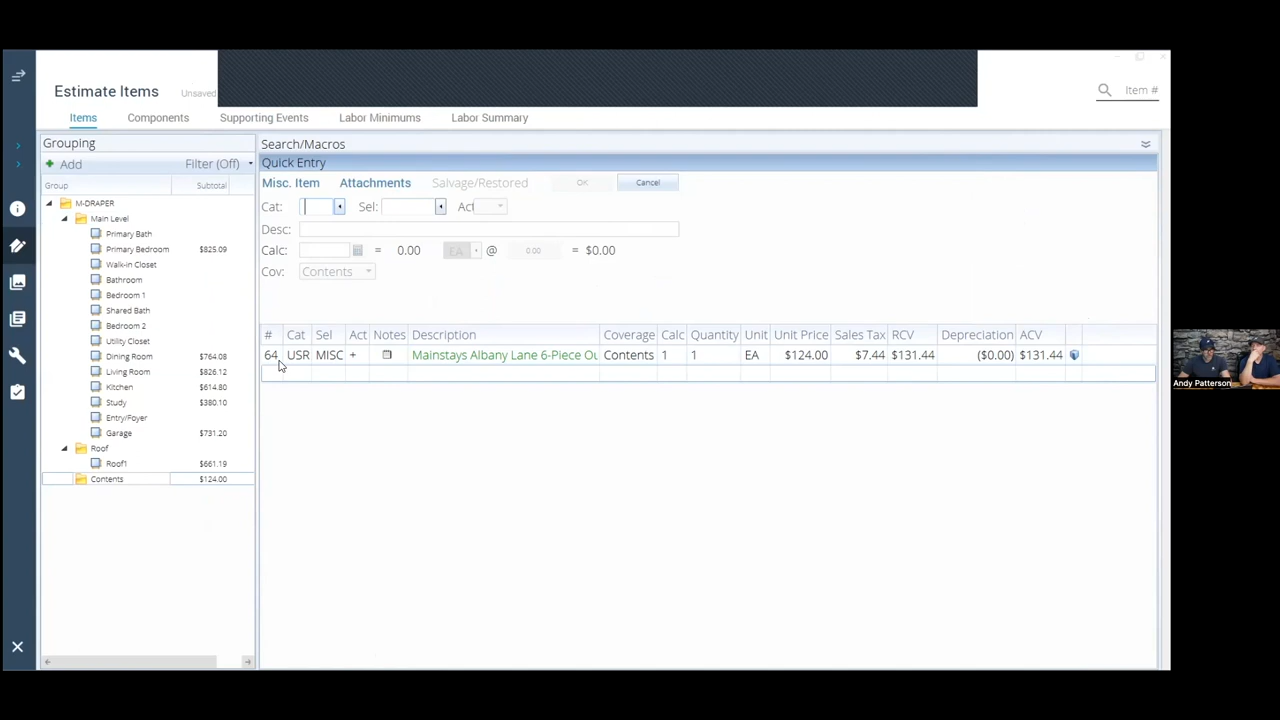 Estimate Items Unsaved
Item #
Items Components Supporting Events Labor Minimums Labor Summary
Grouping
Add Filter (Off)
Group Subtotal
M-DRAPER
Main Level
Primary Bath
Primary Bedroom $825.09
Walk-in Closet
Bathroom
Bedroom 1
Shared Bath
Bedroom 2
Utility Closet
Dining Room $764.08
Living Room $826.12
Kitchen $614.80
Study $380.10
Entry/Foyer
Garage $731.20
Roof
Roof1 $661.19
Contents $124.00
Search/Macros
Quick Entry
Misc. Item Attachments Salvage/Restored OK Cancel
Cat: Sel: Act
Desc:
Calc: = 0.00 EA @ 0.00 = $0.00
Cov: Contents
# Cat Sel Act Notes Description Coverage Calc Quantity Unit Unit Price Sales Tax RCV Depreciation ACV
64 USR MISC + Mainstays Albany Lane 6-Piece Ou Contents 1 1 EA $124.00 $7.44 $131.44 ($0.00) $131.44
Andy Patterson